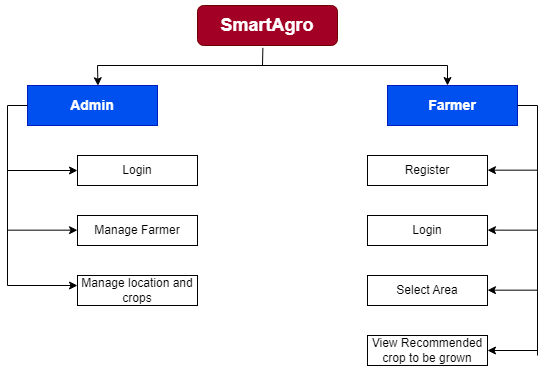 SmartAgro
Admin
Farmer
Login
Manage Farmer
Manage location and
crops
Register
Login
Select Area
View Recommended
crop to be grown